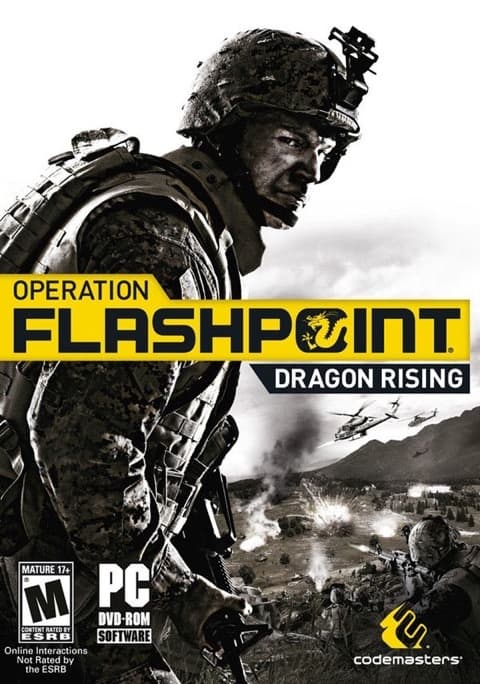 OPERATION
FLASHPOINT.
DRAGON RISING
MATURE 17+
M
CONTENT RATED BY
ESRB
Online Interactions
Not Rated by
the ESRB
PC
DVD-ROM
SOFTWARE
codemasters